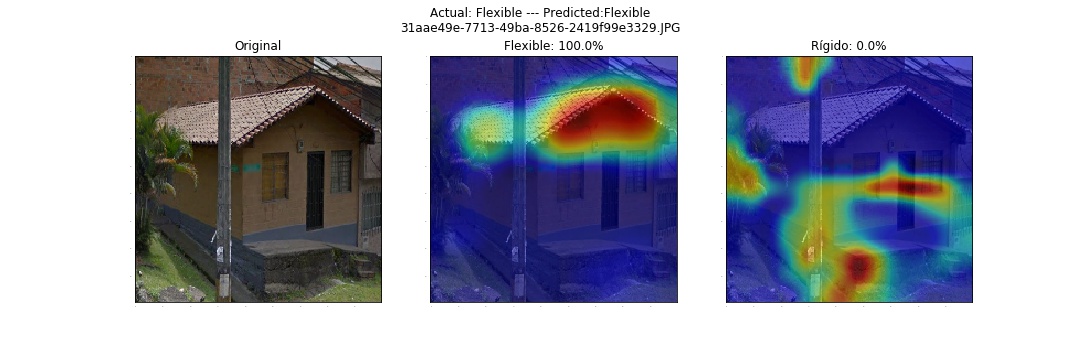 Actual: Flexible --- Predicted:Flexible
31aae49e-7713-49ba-8526-2419f99e3329.JPG
Original
Flexible: 100.0%
Rígido: 0.0%